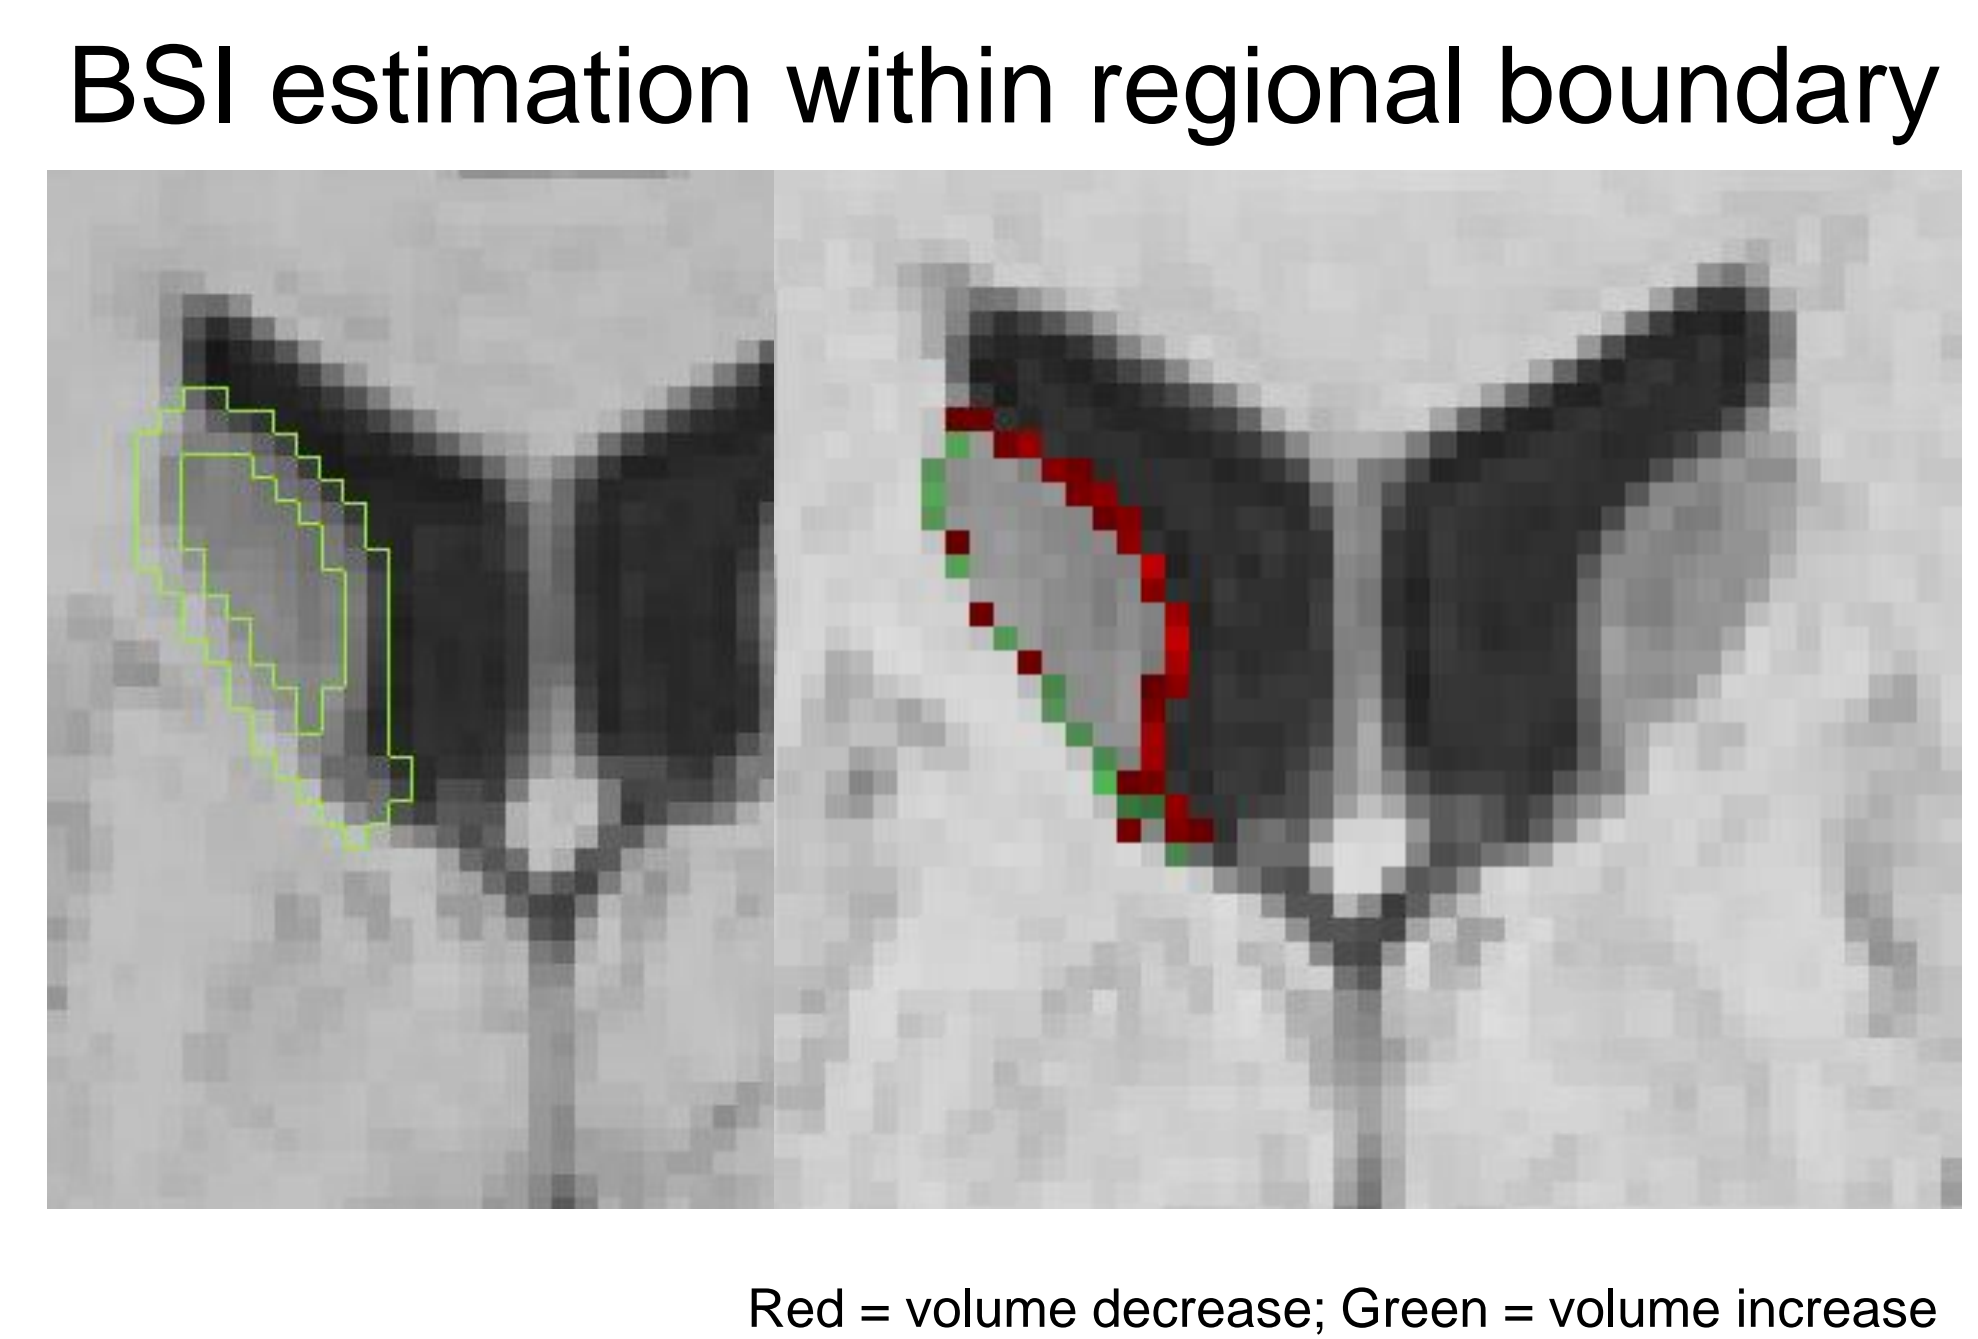 BSI estimation within regional boundary
Red = volume decrease; Green = volume increase